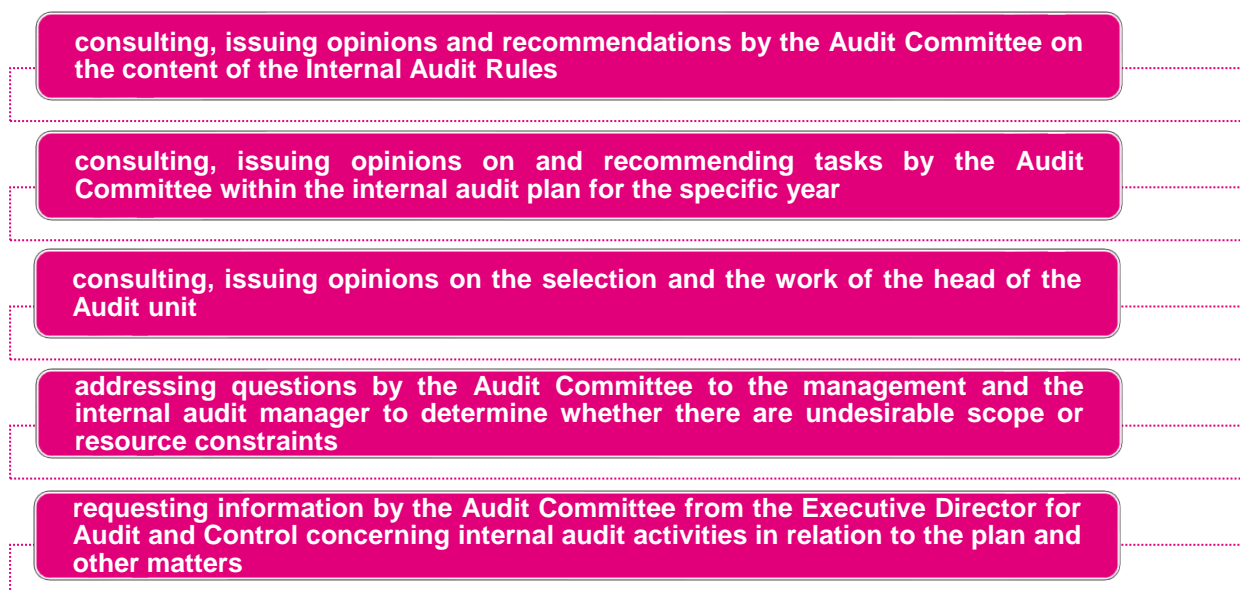 consulting, issuing opinions and recommendations by the Audit Committee on
the content of the Internal Audit Rules
consulting, issuing opinions on and recommending tasks by the Audit
Committee within the internal audit plan for the specific year
consulting, issuing opinions on the selection and the work of the head of the
Audit unit
addressing questions by the Audit Committee to the management and the
internal audit manager to determine whether there are undesirable scope or
resource constraints
requesting information by the Audit Committee from the Executive Director for
Audit and Control concerning internal audit activities in relation to the plan and
other matters